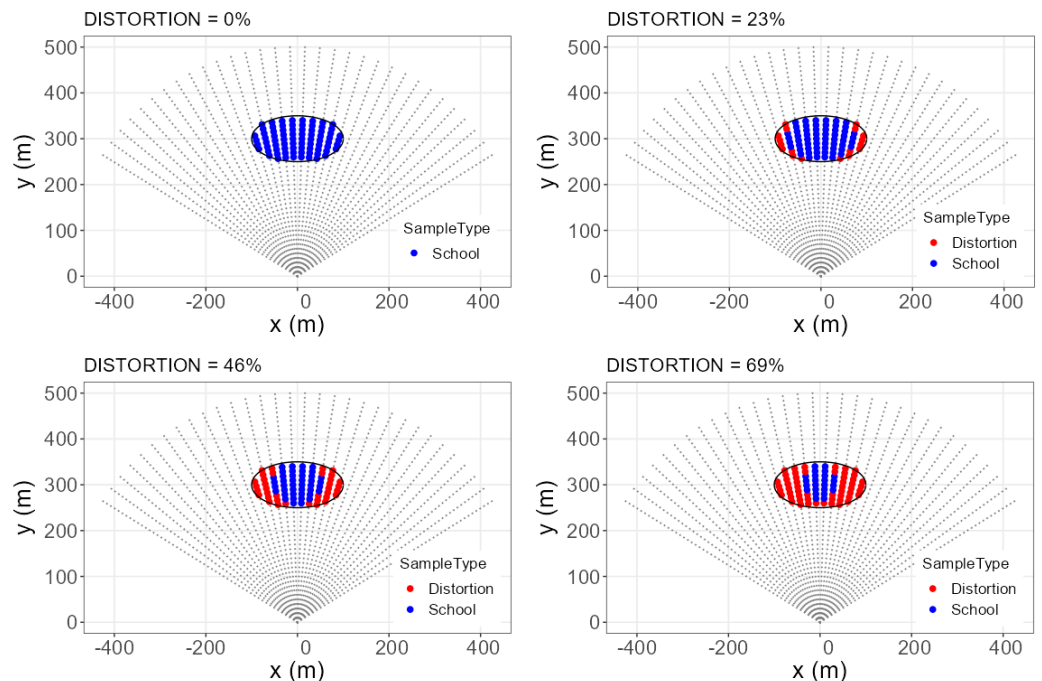 DISTORTION = 0%
500
400
300
200
100
0
y (m)
-400
-200
0
200
400
x (m)
SampleType
School
DISTORTION = 23%
500
400
300
200
100
0
y (m)
-400
-200
0
200
400
x (m)
SampleType
Distortion
School
DISTORTION = 46%
500
400
300
200
100
0
y (m)
-400
-200
0
200
400
x (m)
SampleType
Distortion
School
DISTORTION = 69%
500
400
300
200
100
0
y (m)
-400
-200
0
200
400
x (m)
SampleType
Distortion
School